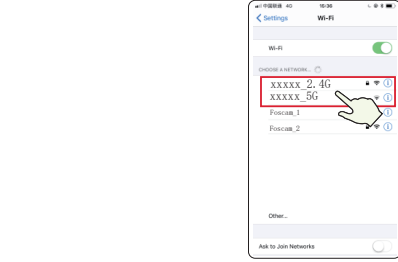 中国联通 4G 10:36
Settings Wi-Fi
Wi-Fi
CHOOSE A NETWORK...
xxxxx_2.4G
xxxxx_5G
Foscam_1
Foscam_2
Other...
Ask to Join Networks